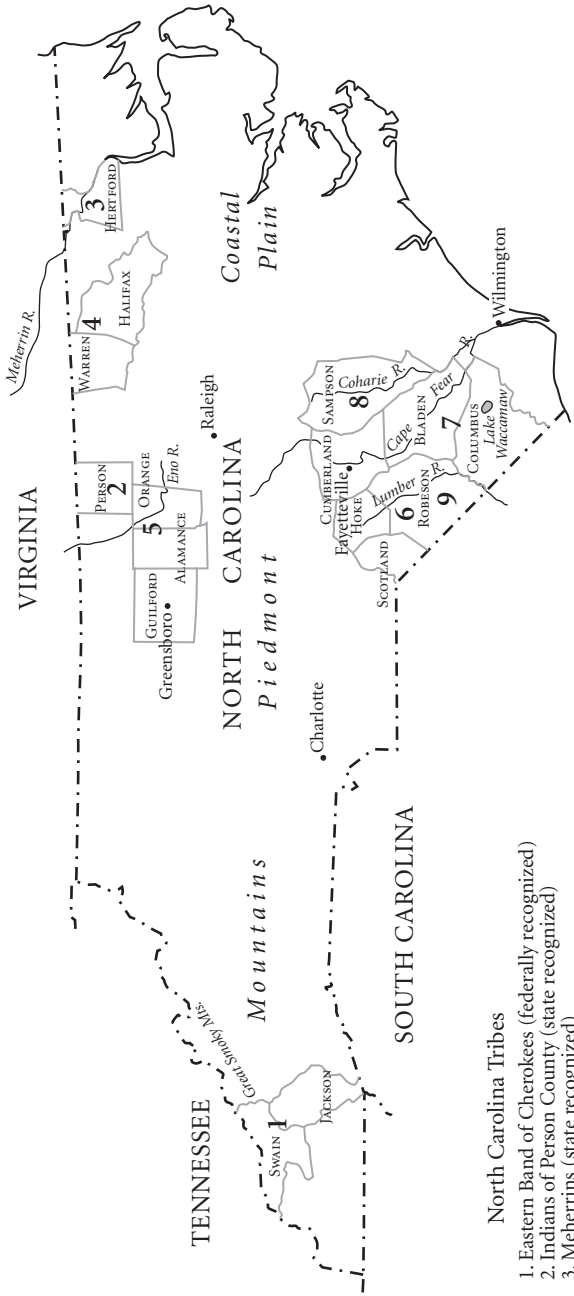 VIRGINIA
TENNESSEE
NORTH CAROLINA
SOUTH CAROLINA
Mountains
Piedmont
Coastal
Plain
Great Smoky Mts.
SWAIN
1
JACKSON
Charlotte
GUILFORD
Greensboro
ALAMANCE
5
ORANGE
PERSON
2
Eno R.
Raleigh
WARREN
4
HALIFAX
Meherrin R.
3
HERTFORD
SAMPSON
Coharie R.
8
CUMBERLAND
Fayetteville
HOKE
SCOTLAND
6
ROBESON
Lumber R.
9
BLADEN
Cape Fear R.
7
COLUMBUS
Lake
Waccamaw
Wilmington
North Carolina Tribes
1. Eastern Band of Cherokees (federally recognized)
2. Indians of Person County (state recognized)
3. Meherrins (state recognized)